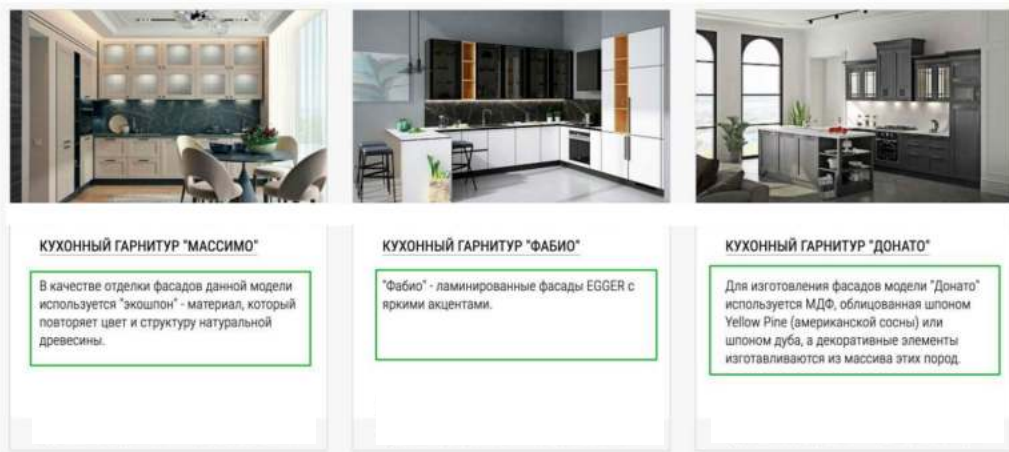 КУХОННЫЙ ГАРНИТУР "МАССИМО"
В качестве отделки фасадов данной модели
используется "экошпон" - материал, который
повторяет цвет и структуру натуральной
древесины.
КУХОННЫЙ ГАРНИТУР "ФАБИО"
"Фабио" - ламинированные фасады EGGER с
яркими акцентами.
КУХОННЫЙ ГАРНИТУР "ДОНАТО"
Для изготовления фасадов модели "Донато"
используется МДФ, облицованная шпоном
Yellow Pine (американской сосны) или
шпоном дуба, а декоративные элементы
изготавливаются из массива этих пород.